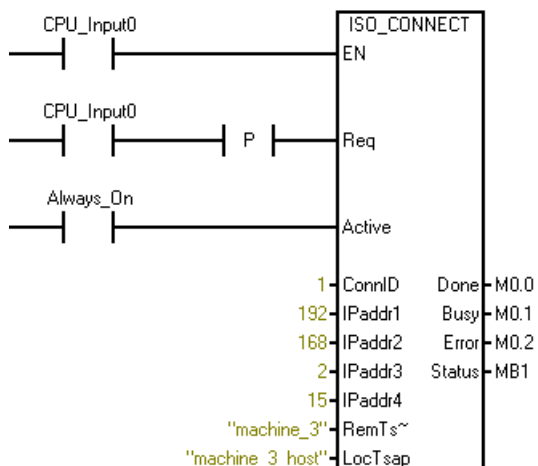 CPU_Input0 ISO_CONNECT
EN
CPU_Input0
P Req
Always_On
Active
1 ConnID Done M0.0
192 IPaddr1 Busy M0.1
168 IPaddr2 Error M0.2
2 IPaddr3 Status MB1
15 IPaddr4
"machine_3" RemTs~
"machine_3_host" LocTsap